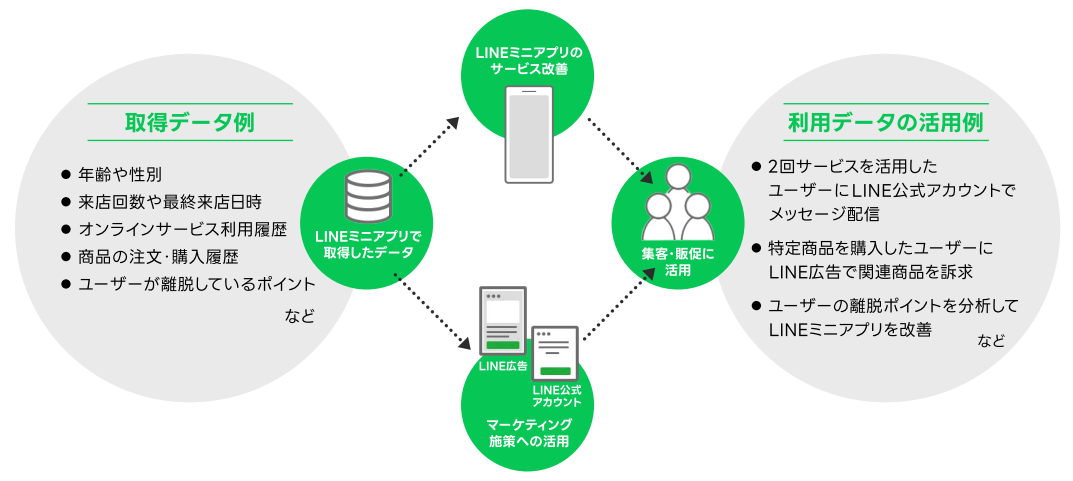 取得データ例
● 年齢や性別
● 来店回数や最終来店日時
● オンラインサービス利用履歴
● 商品の注文・購入履歴
● ユーザーが離脱しているポイント
など
LINEミニアプリで
取得したデータ
LINEミニアプリの
サービス改善
LINE広告
LINE公式
アカウント
マーケティング
施策への活用
集客・販促に
活用
利用データの活用例
● 2回サービスを活用した
ユーザーにLINE公式アカウントで
メッセージ配信
● 特定商品を購入したユーザーに
LINE広告で関連商品を訴求
● ユーザーの離脱ポイントを分析して
LINEミニアプリを改善
など